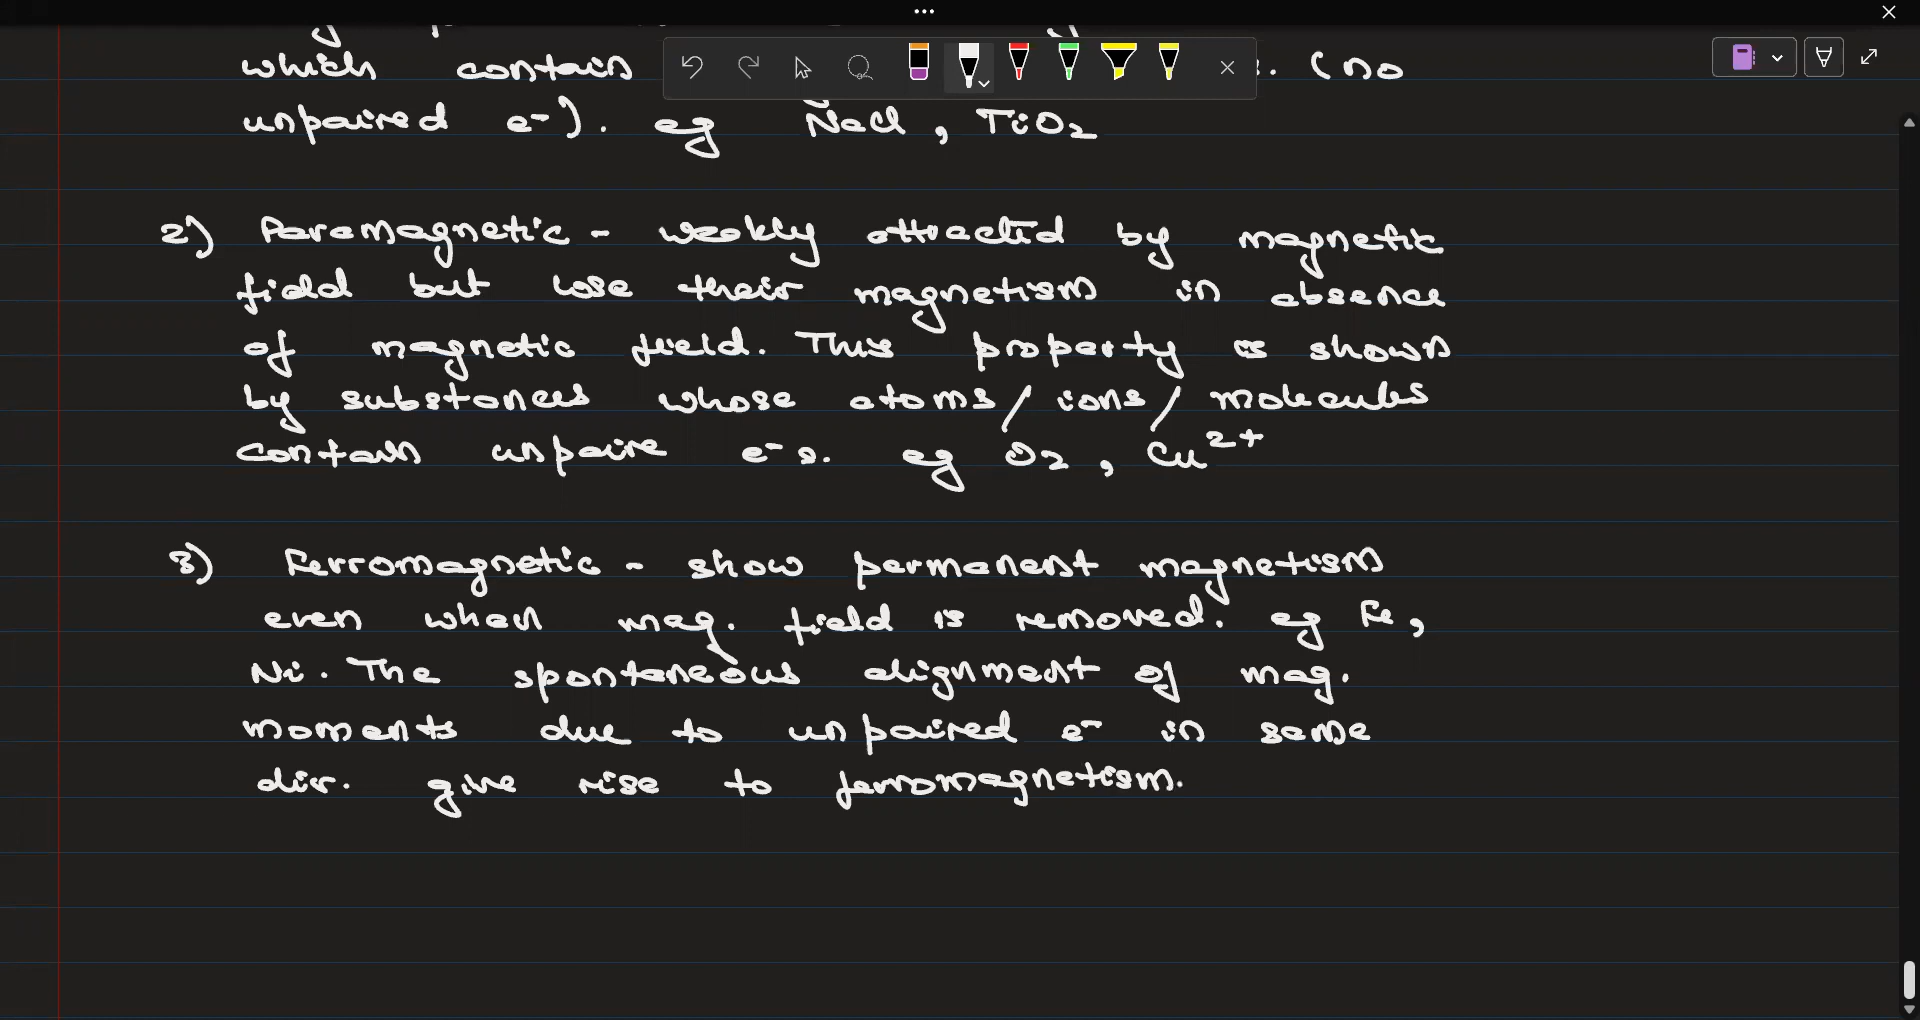 which contain . (no
unpaired e-). eg NaCl, TiO2
2) Paramagnetic - weakly attracted by magnetic
field but lose their magnetism in absence
of magnetic field. This property is shown
by substances whose atoms/ions/molecules
contain unpaire e-s. eg O2, Cu2+
3) Ferromagnetic - show permanent magnetism
even when mag. field is removed. eg Fe,
Ni. The spontaneous alignment of mag.
moments due to unpaired e- in same
dir. give rise to ferromagnetism.